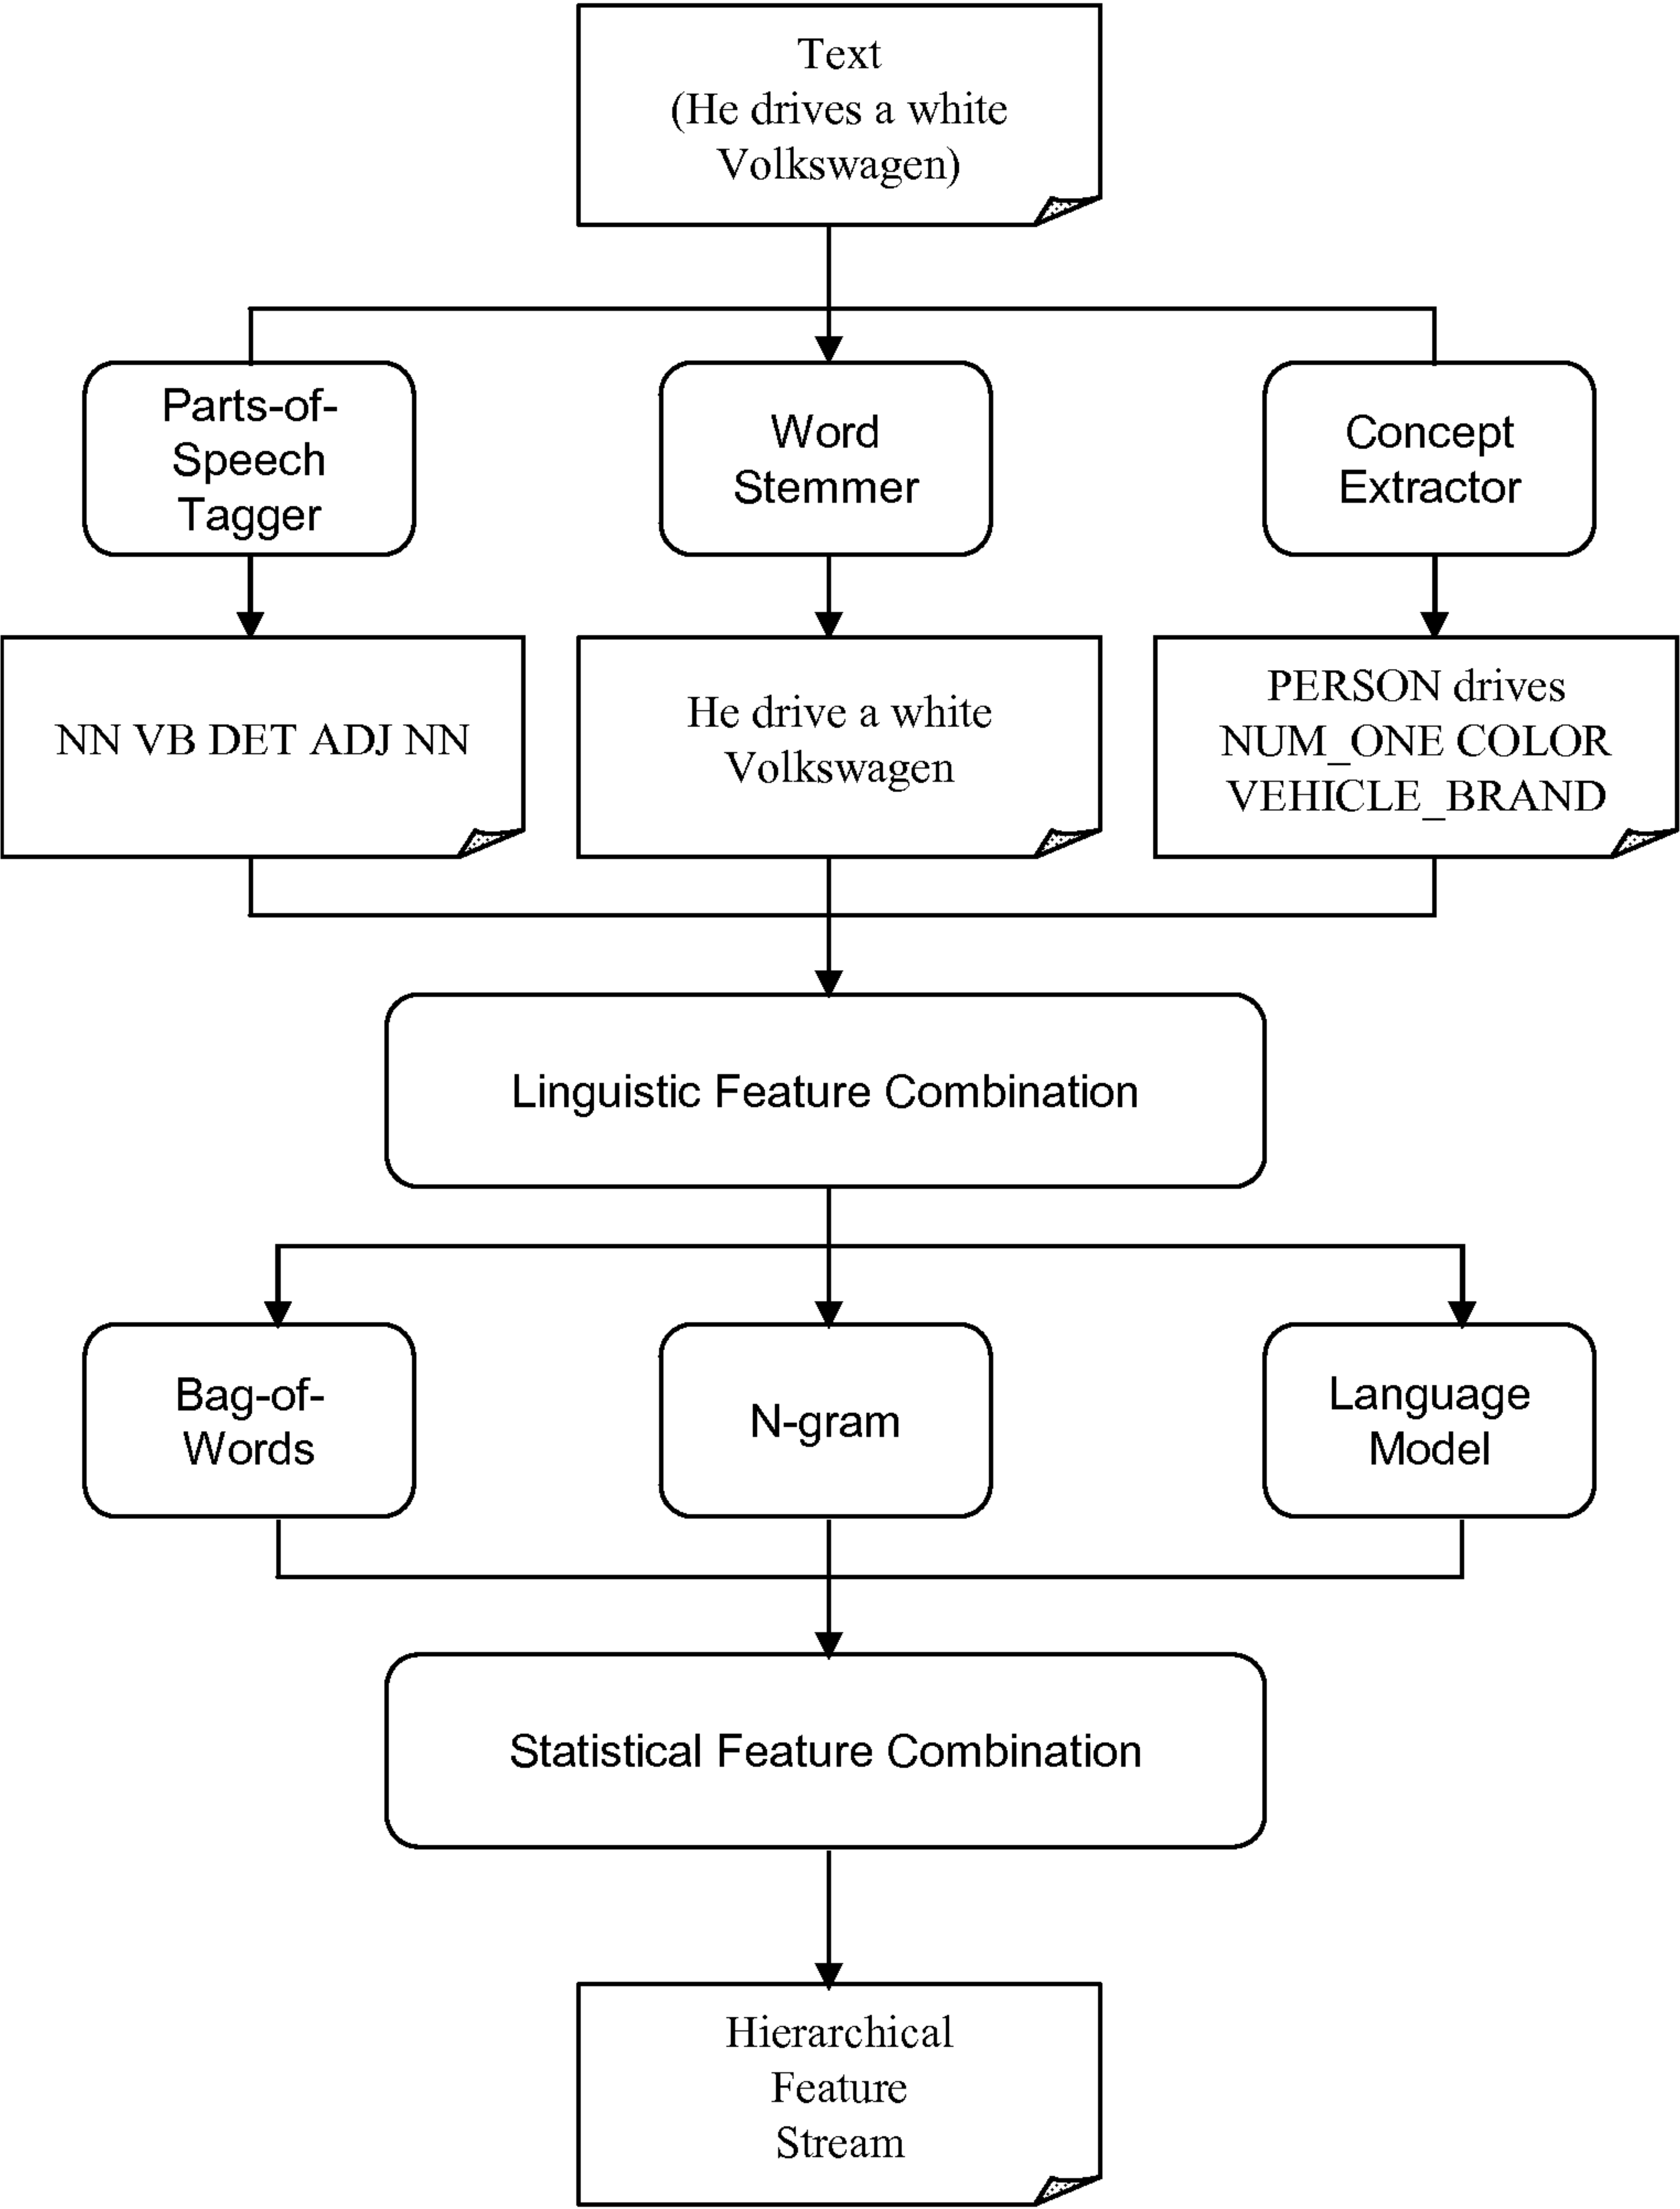 Text
(He drives a white
Volkswagen)
Parts-of-
Speech
Tagger
Word
Stemmer
Concept
Extractor
NN VB DET ADJ NN
He drive a white
Volkswagen
PERSON drives
NUM_ONE COLOR
VEHICLE_BRAND
Linguistic Feature Combination
Bag-of-
Words
N-gram
Language
Model
Statistical Feature Combination
Hierarchical
Feature
Stream